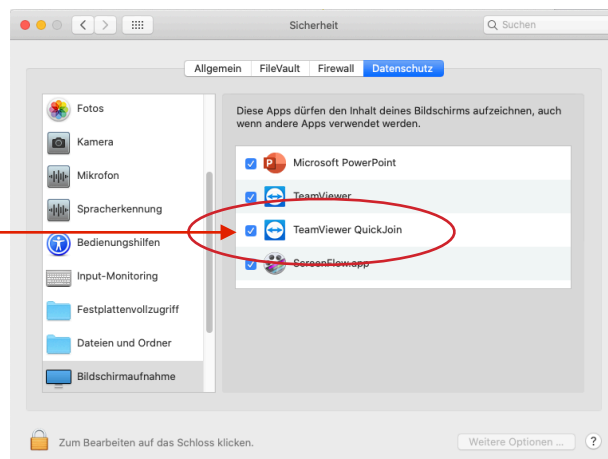 Sicherheit
Suchen
Allgemein FileVault Firewall Datenschutz
Fotos
Kamera
Mikrofon
Spracherkennung
Bedienungshilfen
Input-Monitoring
Festplattenvollzugriff
Dateien und Ordner
Bildschirmaufnahme
Diese Apps dürfen den Inhalt deines Bildschirms aufzeichnen, auch
wenn andere Apps verwendet werden.
Microsoft PowerPoint
TeamViewer
TeamViewer QuickJoin
ScreenFlow.app
Zum Bearbeiten auf das Schloss klicken.
Weitere Optionen ...
?